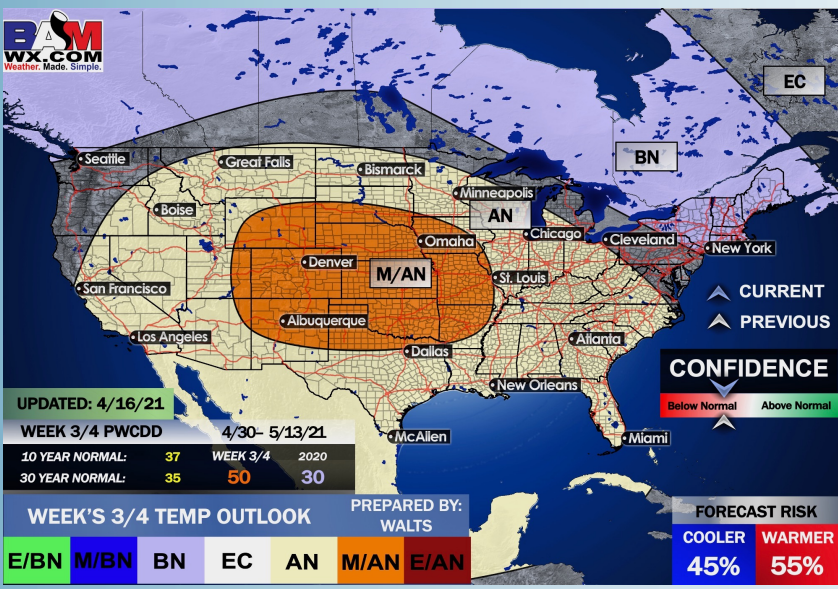 BAM
WX.COM
Weather. Made. Simple.
EC
BN
Seattle
Great Falls
Bismarck
Minneapolis
Boise
AN
Omaha
Chicago
Cleveland
New York
Denver
M/AN
St. Louis
San Francisco
CURRENT
Albuquerque
PREVIOUS
Los Angeles
Atlanta
Dallas
CONFIDENCE
New Orleans
Below Normal Above Normal
UPDATED: 4/16/21
WEEK 3/4 PWCDD 4/30– 5/13/21
McAllen
Miami
10 YEAR NORMAL: 37 WEEK 3/4 2020
30 YEAR NORMAL: 35 50 30
WEEK'S 3/4 TEMP OUTLOOK
PREPARED BY:
WALTS
FORECAST RISK
COOLER WARMER
45% 55%
E/BN M/BN BN EC AN M/AN E/AN